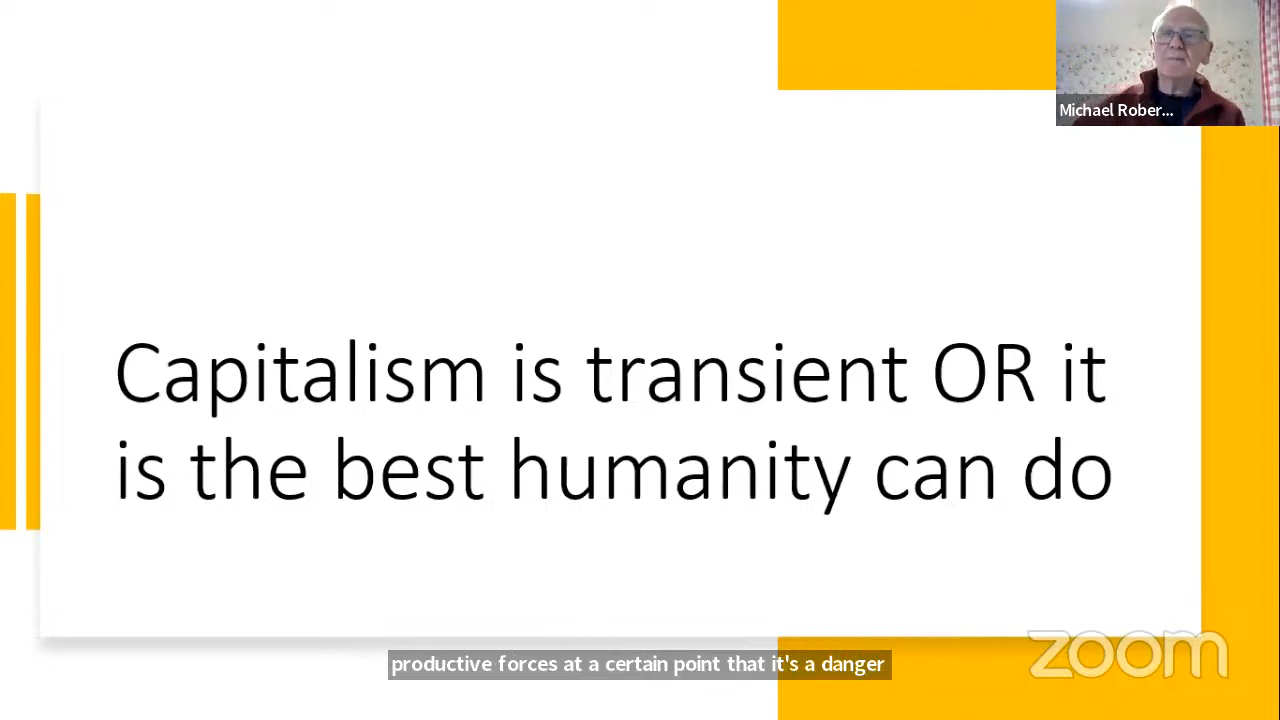 Michael Rober...
Capitalism is transient OR it
is the best humanity can do
productive forces at a certain point that it's a danger
zoom